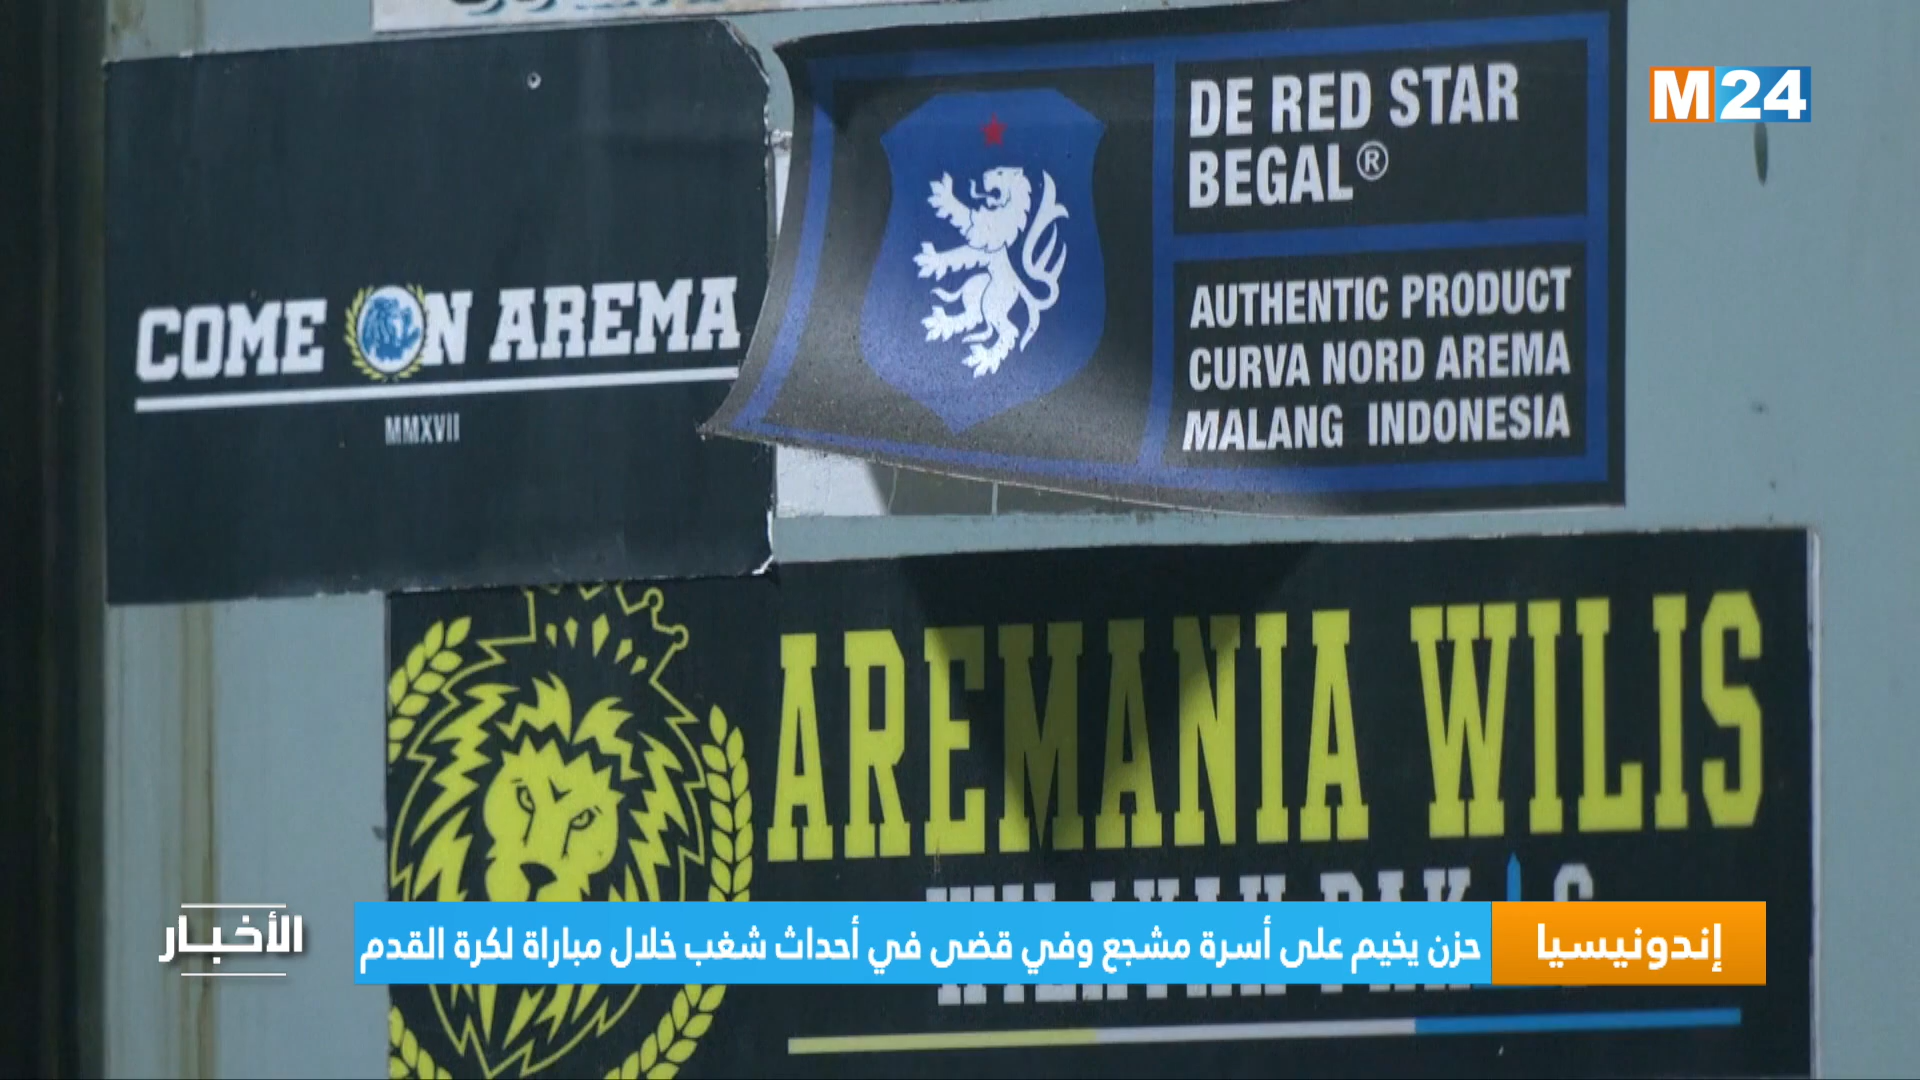 M24
COME ON AREMA
MMXVII
DE RED STAR
BEGAL®
AUTHENTIC PRODUCT
CURVA NORD AREMA
MALANG INDONESIA
AREMANIA WILIS
إندونيسيا
حزن يخيم على أسرة مشجع وفي قضى في أحداث شغب خلال مباراة لكرة القدم
الأخبار